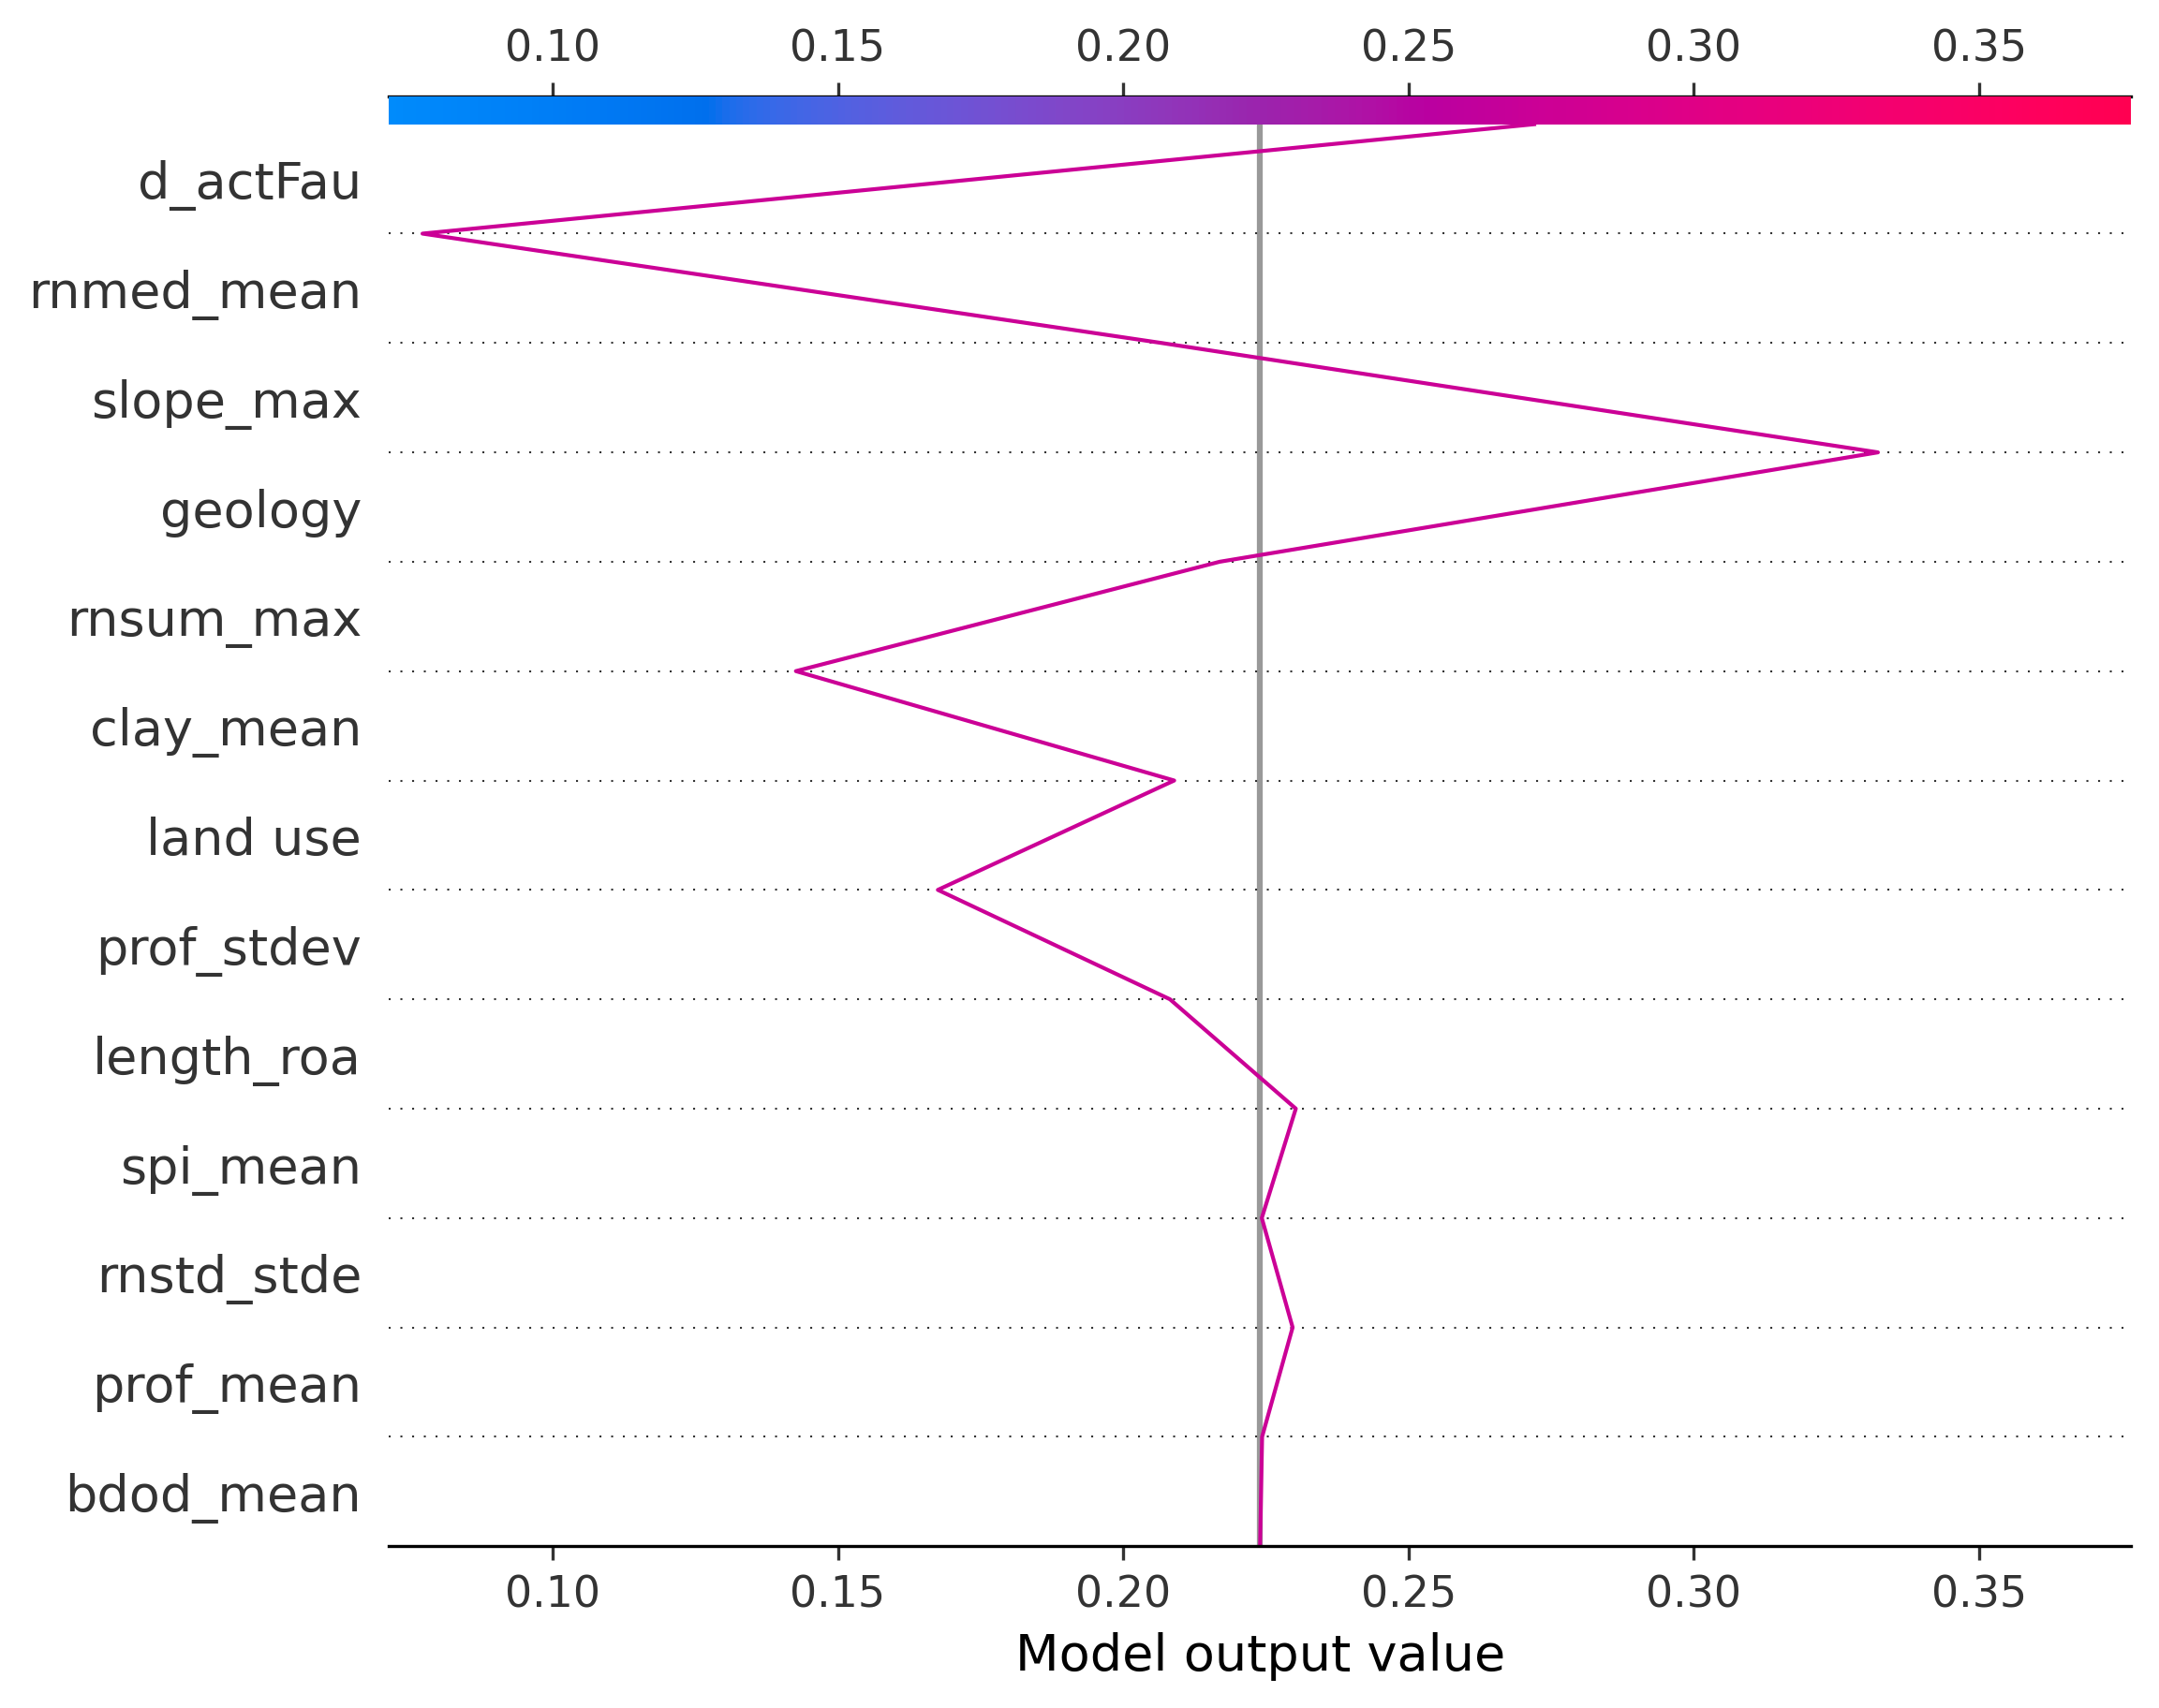 0.10 0.15 0.20 0.25 0.30 0.35
d_actFau
rnmed_mean
slope_max
geology
rnsum_max
clay_mean
land use
prof_stdev
length_roa
spi_mean
rnstd_stde
prof_mean
bdod_mean
0.10 0.15 0.20 0.25 0.30 0.35
Model output value